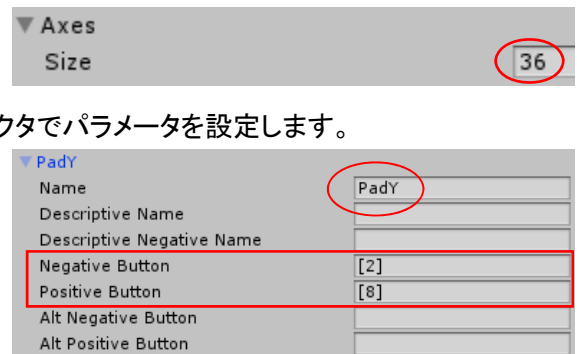 Axes
Size 36
クタでパラメータを設定します。
PadY
Name PadY
Descriptive Name
Descriptive Negative Name
Negative Button [2]
Positive Button [8]
Alt Negative Button
Alt Positive Button